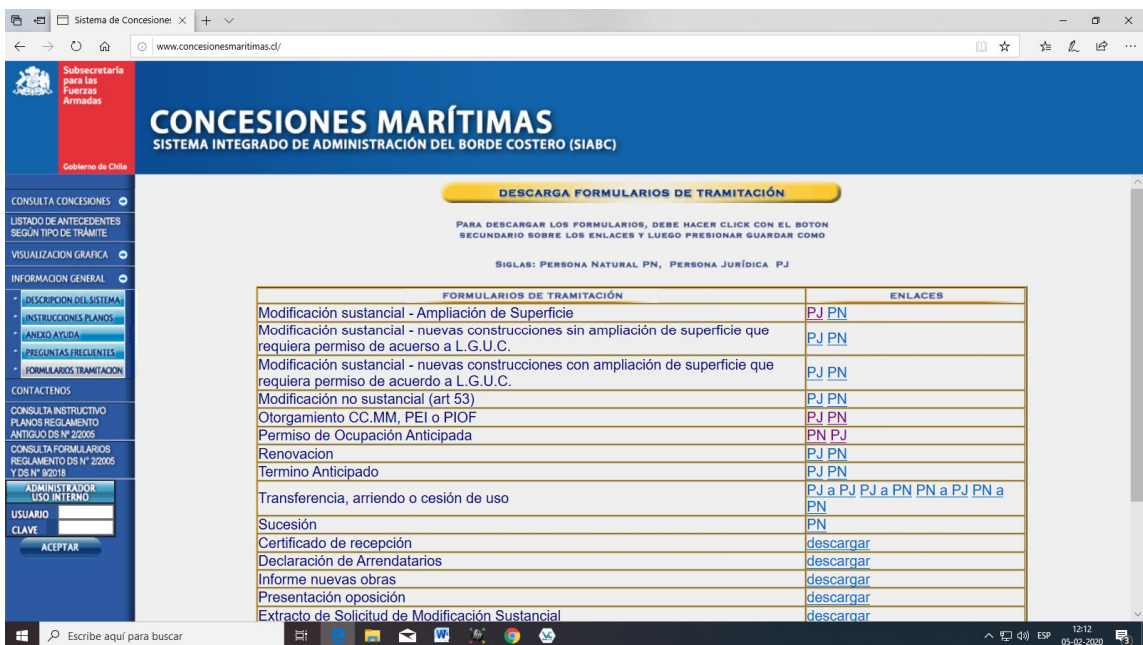 Sistema de Concesiones
www.concesionesmaritimas.cl/
Subsecretaría
para las
Fuerzas
Armadas
Gobierno de Chile
CONCESIONES MARÍTIMAS
SISTEMA INTEGRADO DE ADMINISTRACIÓN DEL BORDE COSTERO (SIABC)
CONSULTA CONCESIONES
LISTADO DE ANTECEDENTES
SEGÚN TIPO DE TRÁMITE
VISUALIZACION GRAFICA
INFORMACION GENERAL
DESCRIPCION DEL SISTEMA
INSTRUCCIONES PLANOS
ANEXO AYUDA
PREGUNTAS FRECUENTES
FORMULARIOS TRAMITACION
CONTACTENOS
CONSULTA INSTRUCTIVO
PLANOS REGLAMENTO
ANTIGUO DS Nº 2/2005
CONSULTA FORMULARIOS
REGLAMENTO DS N° 2/2005
Y DS N° 9/2018
ADMINISTRADOR
USO INTERNO
USUARIO
CLAVE
ACEPTAR
DESCARGA FORMULARIOS DE TRAMITACIÓN
PARA DESCARGAR LOS FORMULARIOS, DEBE HACER CLICK CON EL BOTON
SECUNDARIO SOBRE LOS ENLACES Y LUEGO PRESIONAR GUARDAR COMO
SIGLAS: PERSONA NATURAL PN, PERSONA JURÍDICA PJ
FORMULARIOS DE TRAMITACIÓN ENLACES
Modificación sustancial - Ampliación de Superficie PJ PN
Modificación sustancial - nuevas construcciones sin ampliación de superficie que
requiera permiso de acuerso a L.G.U.C. PJ PN
Modificación sustancial - nuevas construcciones con ampliación de superficie que
requiera permiso de acuerdo a L.G.U.C. PJ PN
Modificación no sustancial (art 53) PJ PN
Otorgamiento CC.MM, PEI o PIOF PJ PN
Permiso de Ocupación Anticipada PN PJ
Renovacion PJ PN
Termino Anticipado PJ PN
Transferencia, arriendo o cesión de uso PJ a PJ PJ a PN PN a PJ PN a
PN
Sucesión PN
Certificado de recepción descargar
Declaración de Arrendatarios descargar
Informe nuevas obras descargar
Presentación oposición descargar
Extracto de Solicitud de Modificación Sustancial descargar
Escribe aquí para buscar
ESP
12:12
05-02-2020
3